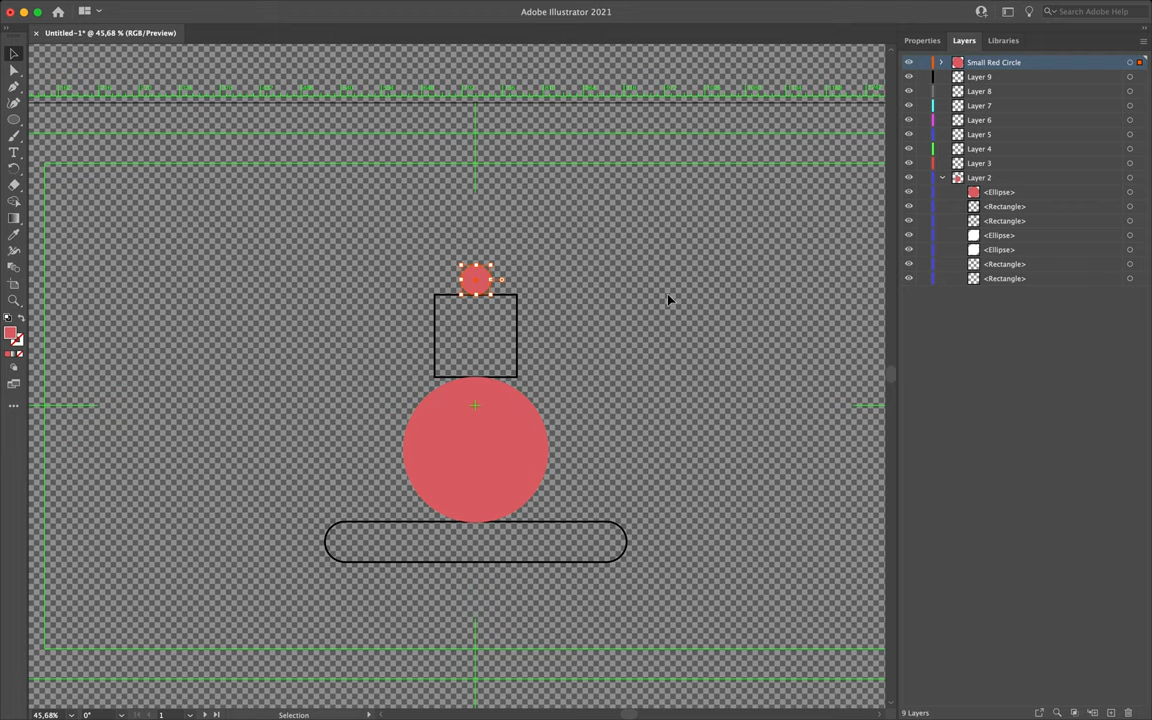 Adobe Illustrator 2021
Search Adobe Help
Untitled-1* @ 45,68 % (RGB/Preview)
Properties
Layers
Libraries
Small Red Circle
Layer 9
Layer 8
Layer 7
Layer 6
Layer 5
Layer 4
Layer 3
Layer 2
<Ellipse>
<Rectangle>
<Rectangle>
<Ellipse>
<Ellipse>
<Rectangle>
<Rectangle>
45,68%
0°
1
Selection
9 Layers